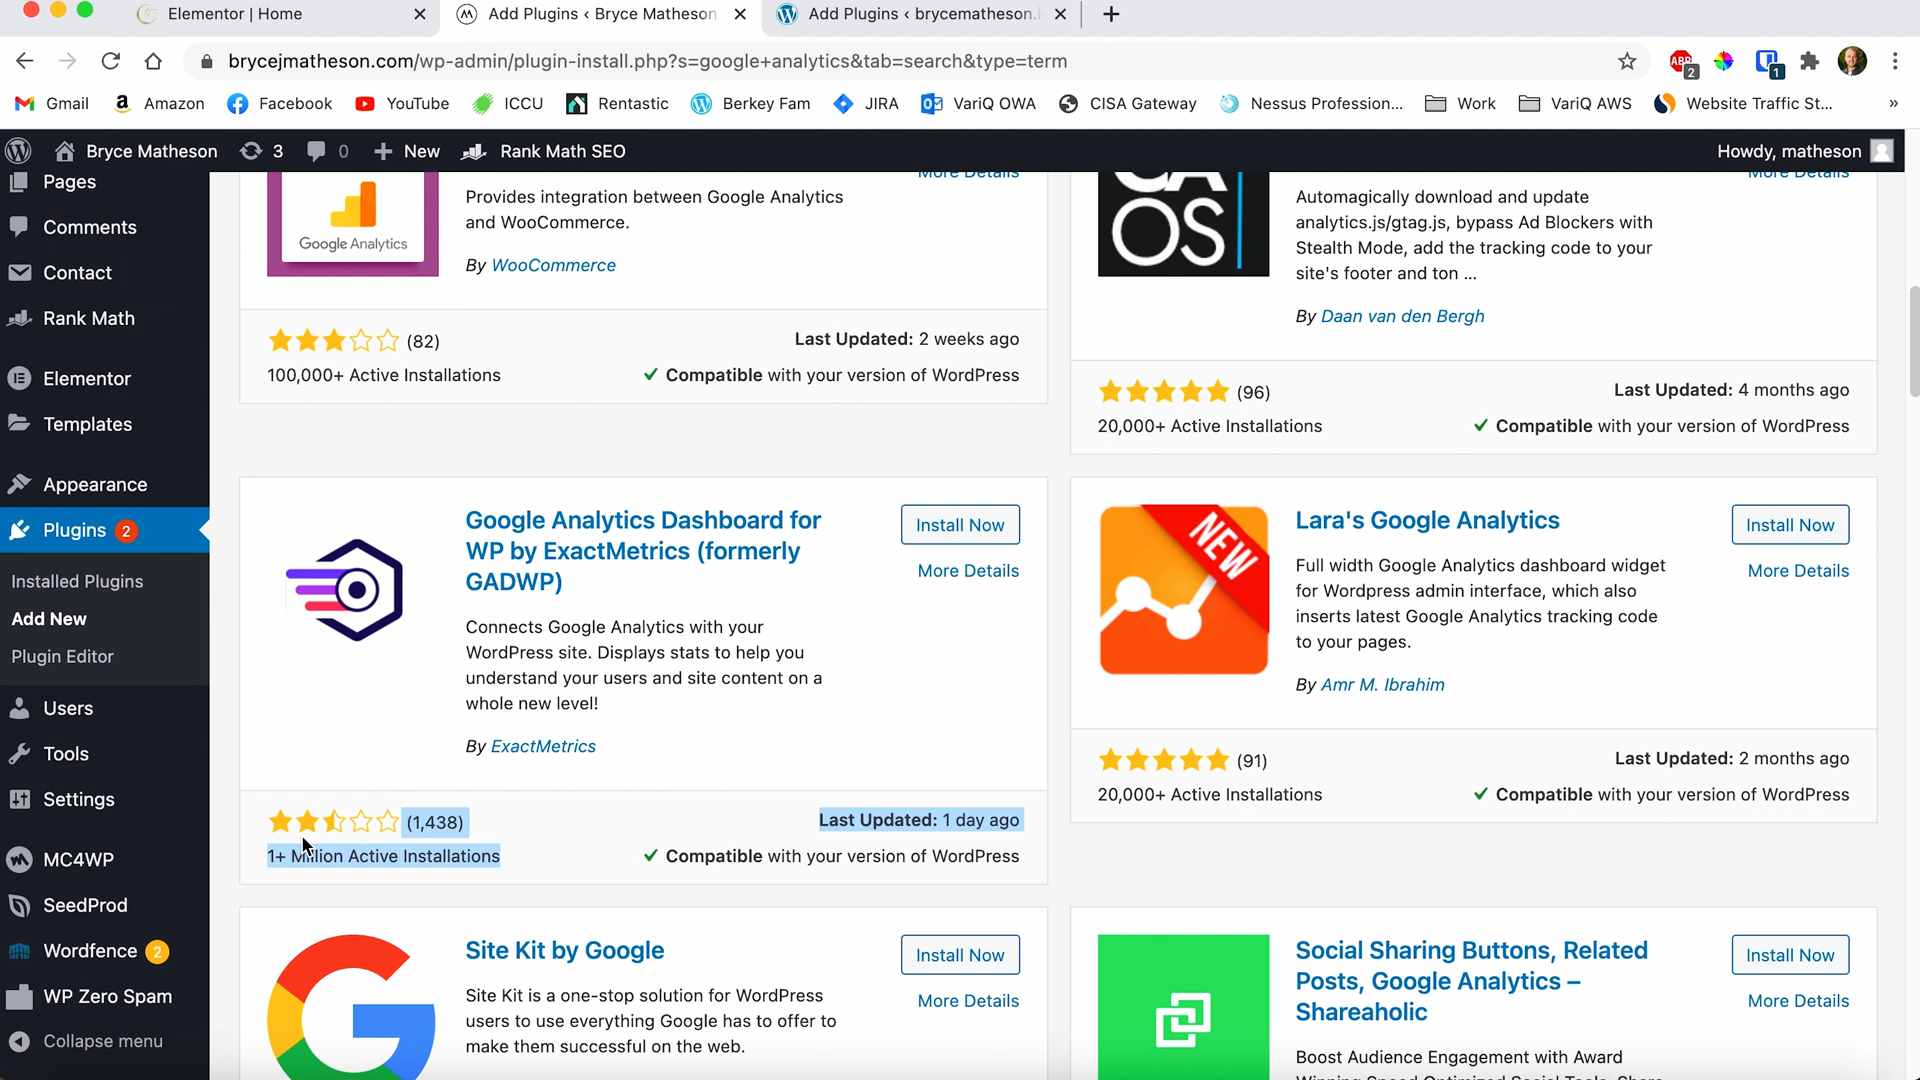 Elementor | Home
Add Plugins ‹ Bryce Matheson
Add Plugins ‹ brycematheson.i
brycejmatheson.com/wp-admin/plugin-install.php?s=google+analytics&tab=search&type=term
ABP
2
1
Gmail
Amazon
Facebook
YouTube
ICCU
Rentastic
Berkey Fam
JIRA
VariQ OWA
CISA Gateway
Nessus Profession...
Work
VariQ AWS
Website Traffic St...
»
Bryce Matheson
3
0
New
Rank Math SEO
Howdy, matheson
Pages
Comments
Contact
Rank Math
Elementor
Templates
Appearance
Plugins 2
Installed Plugins
Add New
Plugin Editor
Users
Tools
Settings
MC4WP
SeedProd
Wordfence 2
WP Zero Spam
Collapse menu
Google Analytics
More Details
Provides integration between Google Analytics
and WooCommerce.
By WooCommerce
(82)
Last Updated: 2 weeks ago
100,000+ Active Installations
Compatible with your version of WordPress
CA
OS
More Details
Automagically download and update
analytics.js/gtag.js, bypass Ad Blockers with
Stealth Mode, add the tracking code to your
site's footer and ton ...
By Daan van den Bergh
(96)
Last Updated: 4 months ago
20,000+ Active Installations
Compatible with your version of WordPress
Google Analytics Dashboard for
WP by ExactMetrics (formerly
GADWP)
Install Now
More Details
Connects Google Analytics with your
WordPress site. Displays stats to help you
understand your users and site content on a
whole new level!
By ExactMetrics
(1,438)
Last Updated: 1 day ago
1+ Million Active Installations
Compatible with your version of WordPress
NEW
Lara's Google Analytics
Install Now
More Details
Full width Google Analytics dashboard widget
for Wordpress admin interface, which also
inserts latest Google Analytics tracking code
to your pages.
By Amr M. Ibrahim
(91)
Last Updated: 2 months ago
20,000+ Active Installations
Compatible with your version of WordPress
Site Kit by Google
Install Now
More Details
Site Kit is a one-stop solution for WordPress
users to use everything Google has to offer to
make them successful on the web.
Social Sharing Buttons, Related
Posts, Google Analytics –
Shareaholic
Install Now
More Details
Boost Audience Engagement with Award